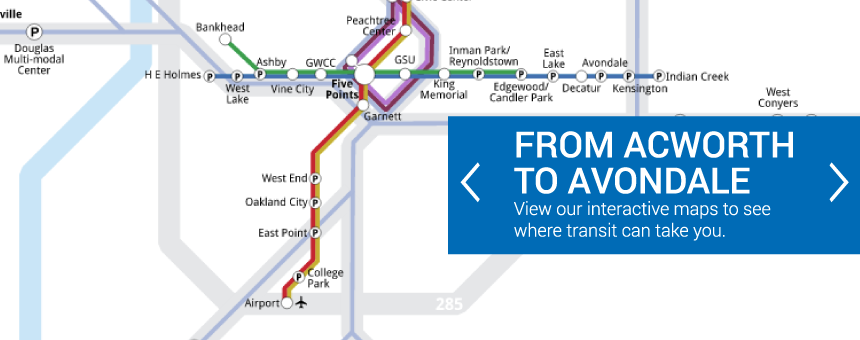 ville
P
Douglas
Multi-modal
Center
Bankhead
Peachtree
Center
H E Holmes
P
P
West
Lake
Ashby
P
Vine City
GWCC
Five
Points
GSU
King
Memorial
Inman Park/
Reynoldstown
P
P
Edgewood/
Candler Park
East
Lake
P
Decatur
Avondale
P
P
Kensington
P
Indian Creek
Garnett
West
Conyers
West End
P
Oakland City
P
East Point
P
P
College
Park
Airport
285
FROM ACWORTH
TO AVONDALE
View our interactive maps to see
where transit can take you.